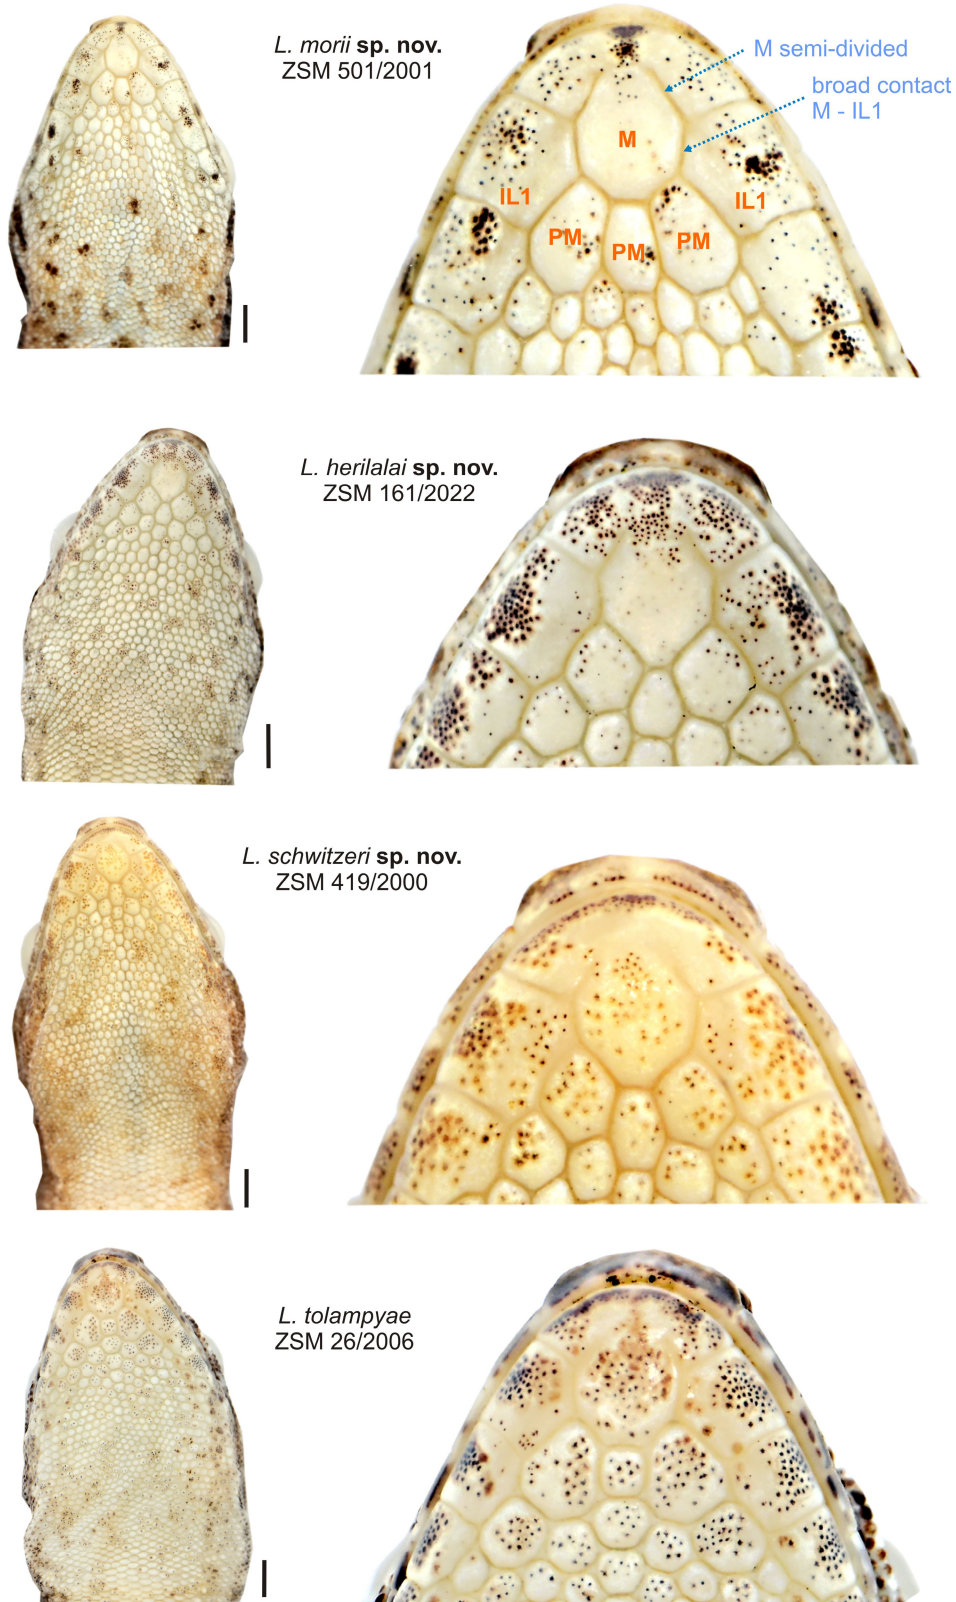 L. morii sp. nov.
ZSM 501/2001
M semi-divided
broad contact
M - IL1
M
IL1
IL1
PM
PM
PM
L. herilalai sp. nov.
ZSM 161/2022
L. schwitzeri sp. nov.
ZSM 419/2000
L. tolampyae
ZSM 26/2006